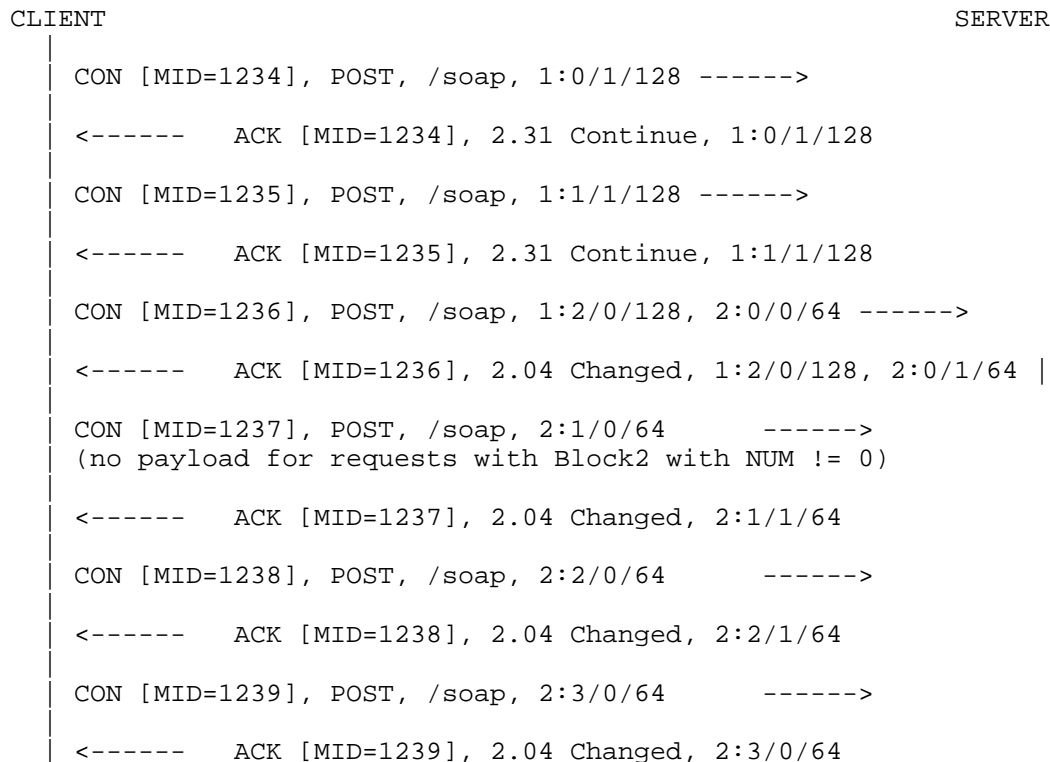 CLIENT                                                     SERVER
  |
  | CON [MID=1234], POST, /soap, 1:0/1/128 ------>
  |
  | <------   ACK [MID=1234], 2.31 Continue, 1:0/1/128
  |
  | CON [MID=1235], POST, /soap, 1:1/1/128 ------>
  |
  | <------   ACK [MID=1235], 2.31 Continue, 1:1/1/128
  |
  | CON [MID=1236], POST, /soap, 1:2/0/128, 2:0/0/64 ------>
  |
  | <------   ACK [MID=1236], 2.04 Changed, 1:2/0/128, 2:0/1/64 |
  |
  | CON [MID=1237], POST, /soap, 2:1/0/64       ------>
  | (no payload for requests with Block2 with NUM != 0)
  |
  | <------   ACK [MID=1237], 2.04 Changed, 2:1/1/64
  |
  | CON [MID=1238], POST, /soap, 2:2/0/64       ------>
  |
  | <------   ACK [MID=1238], 2.04 Changed, 2:2/1/64
  |
  | CON [MID=1239], POST, /soap, 2:3/0/64       ------>
  |
  | <------   ACK [MID=1239], 2.04 Changed, 2:3/0/64